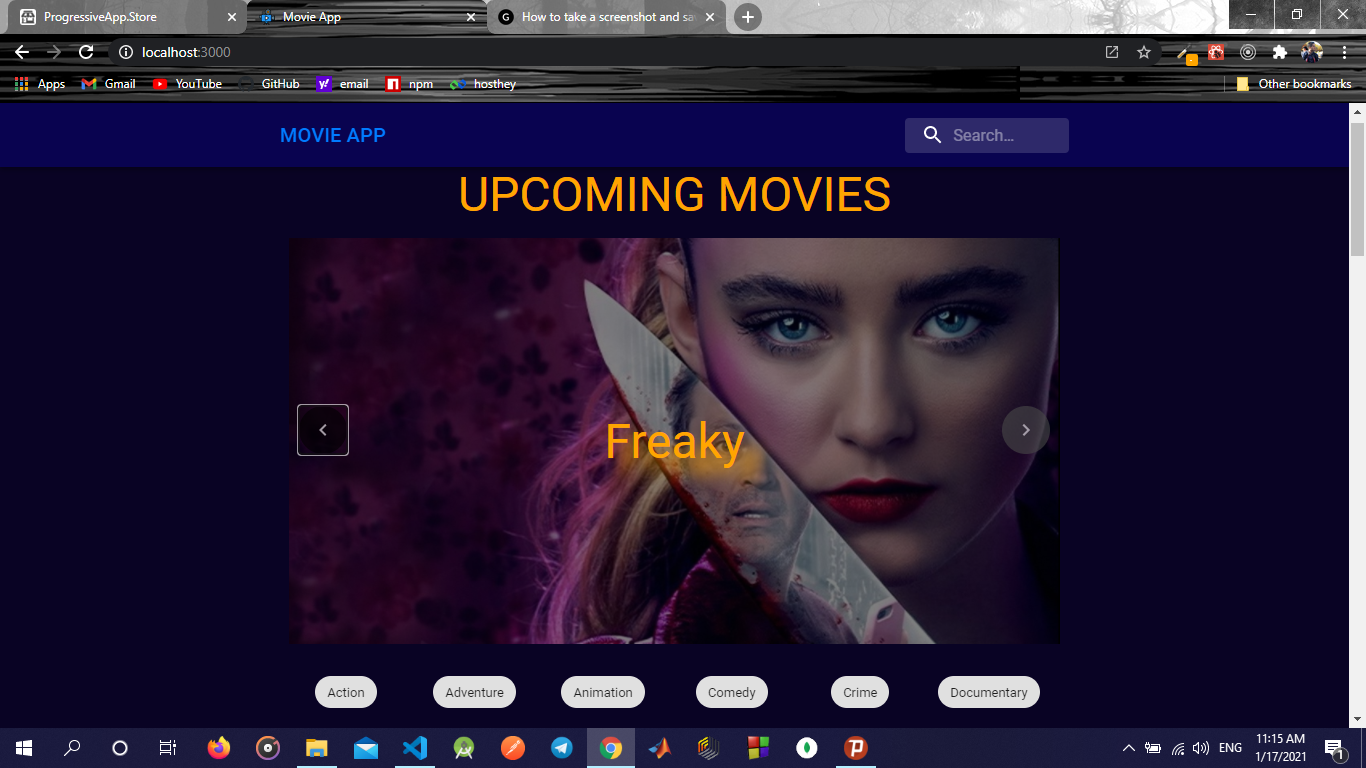 ProgressiveApp.Store
Movie App
How to take a screenshot and sa
localhost:3000
Apps
Gmail
YouTube
GitHub
email
npm
hosthey
Other bookmarks
MOVIE APP
Search...
UPCOMING MOVIES
Freaky
Action
Adventure
Animation
Comedy
Crime
Documentary
ENG
11:15 AM
1/17/2021
1